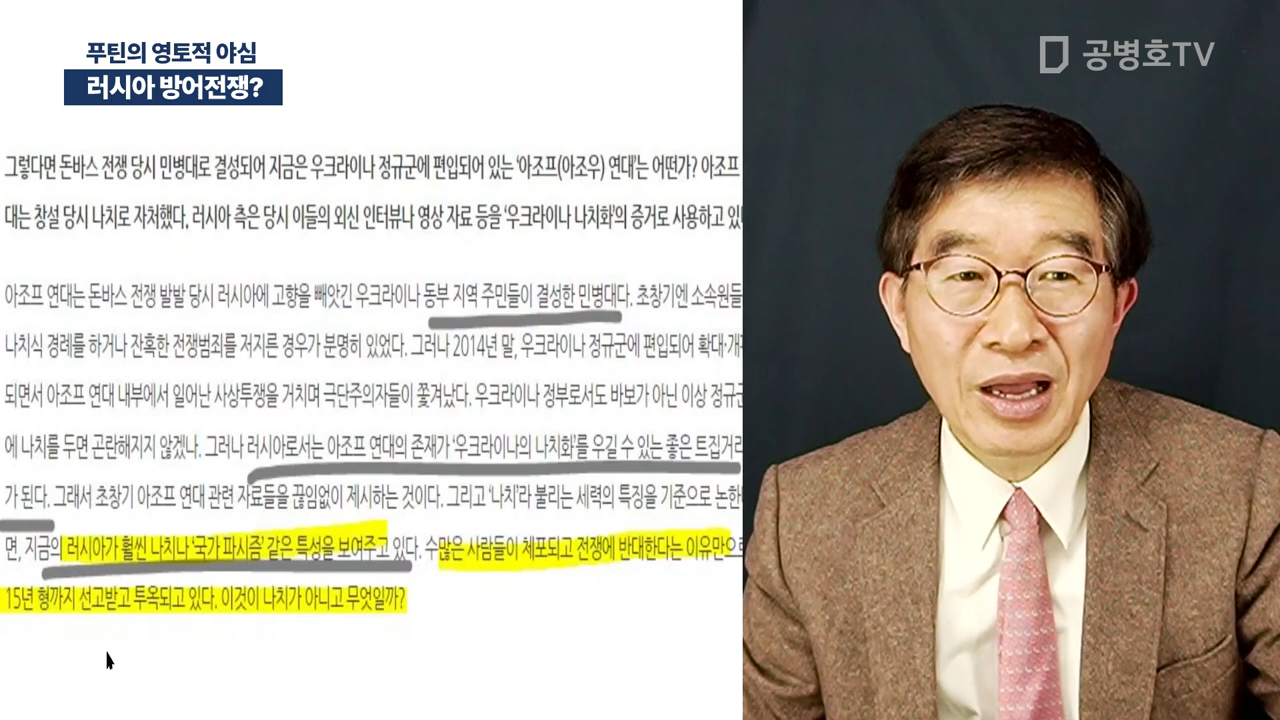 푸틴의 영토적 야심
러시아 방어전쟁?
공병호TV
그렇다면 돈바스 전쟁 당시 민병대로 결성되어 지금은 우크라이나 정규군에 편입되어 있는 '아조프(아조우) 연대'는 어떤가? 아조프
대는 창설 당시 나치로 자처했다. 러시아 측은 당시 이들의 외신 인터뷰나 영상 자료 등을 '우크라이나 나치화'의 증거로 사용하고 있
아조프 연대는 돈바스 전쟁 발발 당시 러시아에 고향을 빼앗긴 우크라이나 동부 지역 주민들이 결성한 민병대다. 초창기엔 소속원들
나치식 경례를 하거나 잔혹한 전쟁범죄를 저지른 경우가 분명히 있었다. 그러나 2014년 말, 우크라이나 정규군에 편입되어 확대·개
되면서 아조프 연대 내부에서 일어난 사상투쟁을 거치며 극단주의자들이 쫓겨났다. 우크라이나 정부로서도 바보가 아닌 이상 정규군
에 나치를 두면 곤란해지지 않겠나. 그러나 러시아로서는 아조프 연대의 존재가 '우크라이나의 나치화'를 우길 수 있는 좋은 트집거리
가 된다. 그래서 초창기 아조프 연대 관련 자료들을 끊임없이 제시하는 것이다. 그리고 '나치'라 불리는 세력의 특징을 기준으로 논한
면, 지금의 러시아가 훨씬 나치나 '국가 파시즘' 같은 특성을 보여주고 있다. 수많은 사람들이 체포되고 전쟁에 반대한다는 이유만으로
15년 형까지 선고받고 투옥되고 있다. 이것이 나치가 아니고 무엇일까?